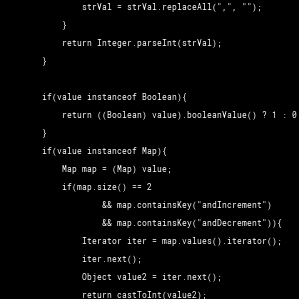 strVal = strVal.replaceAll(",", "");
}
return Integer.parseInt(strVal);
}
if(value instanceof Boolean){
return ((Boolean) value).booleanValue() ? 1 : 0
}
if(value instanceof Map){
Map map = (Map) value;
if(map.size() == 2
&& map.containsKey("andIncrement")
&& map.containsKey("andDecrement")){
Iterator iter = map.values().iterator();
iter.next();
Object value2 = iter.next();
return castToInt(value2);